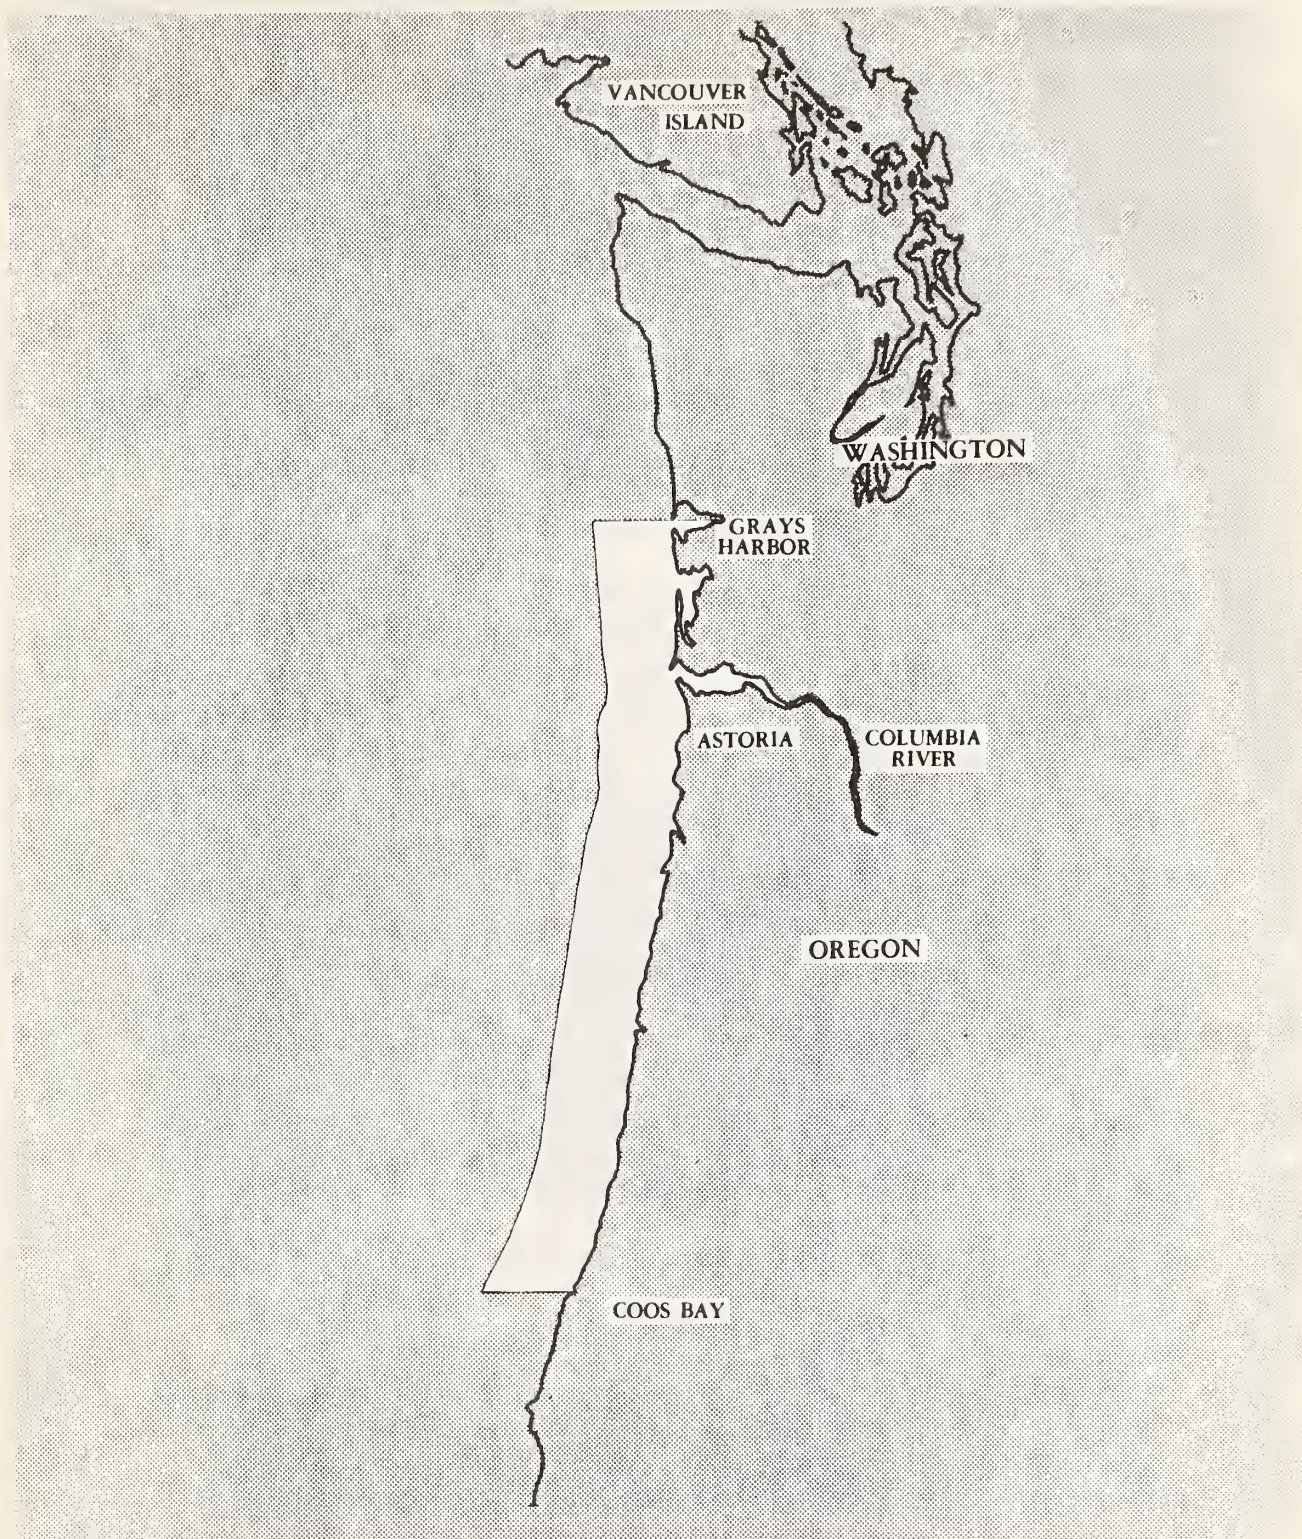 VANCOUVER
ISLAND
WASHINGTON
GRAYS
HARBOR
ASTORIA
COLUMBIA
RIVER
OREGON
COOS BAY